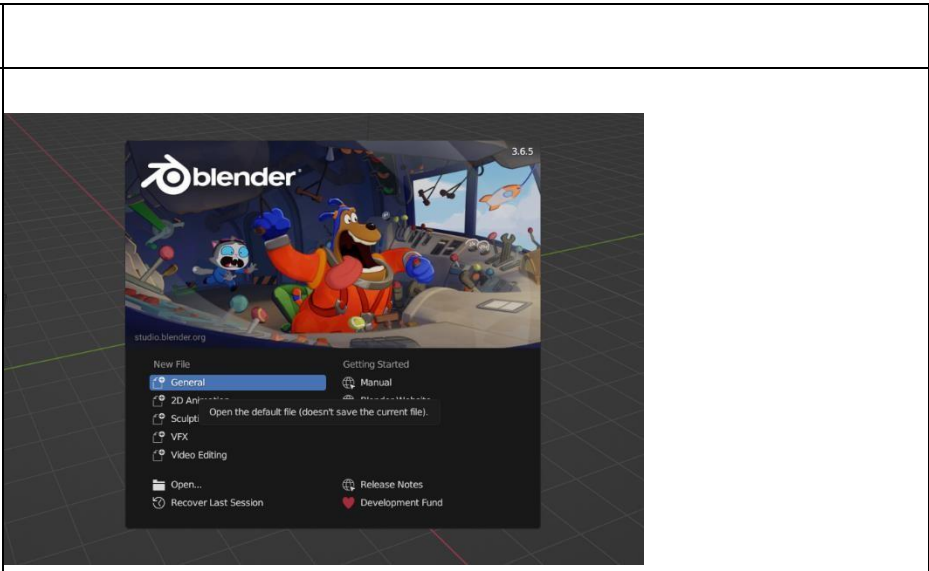 3.6.5
blender
studio.blender.org
New File
Getting Started
General
Manual
2D
Open the default file (doesn't save the current file).
VFX
Video Editing
Open...
Release Notes
Recover Last Session
Development Fund